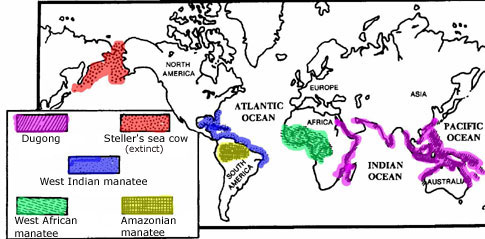 NORTH
AMERICA
ATLANTIC
OCEAN
EUROPE
ASIA
AFRICA
PACIFIC
OCEAN
INDIAN
OCEAN
AUSTRALIA
SOUTH
AMERICA
Dugong
Steller's sea cow
(extinct)
West Indian manatee
West African
manatee
Amazonian
manatee